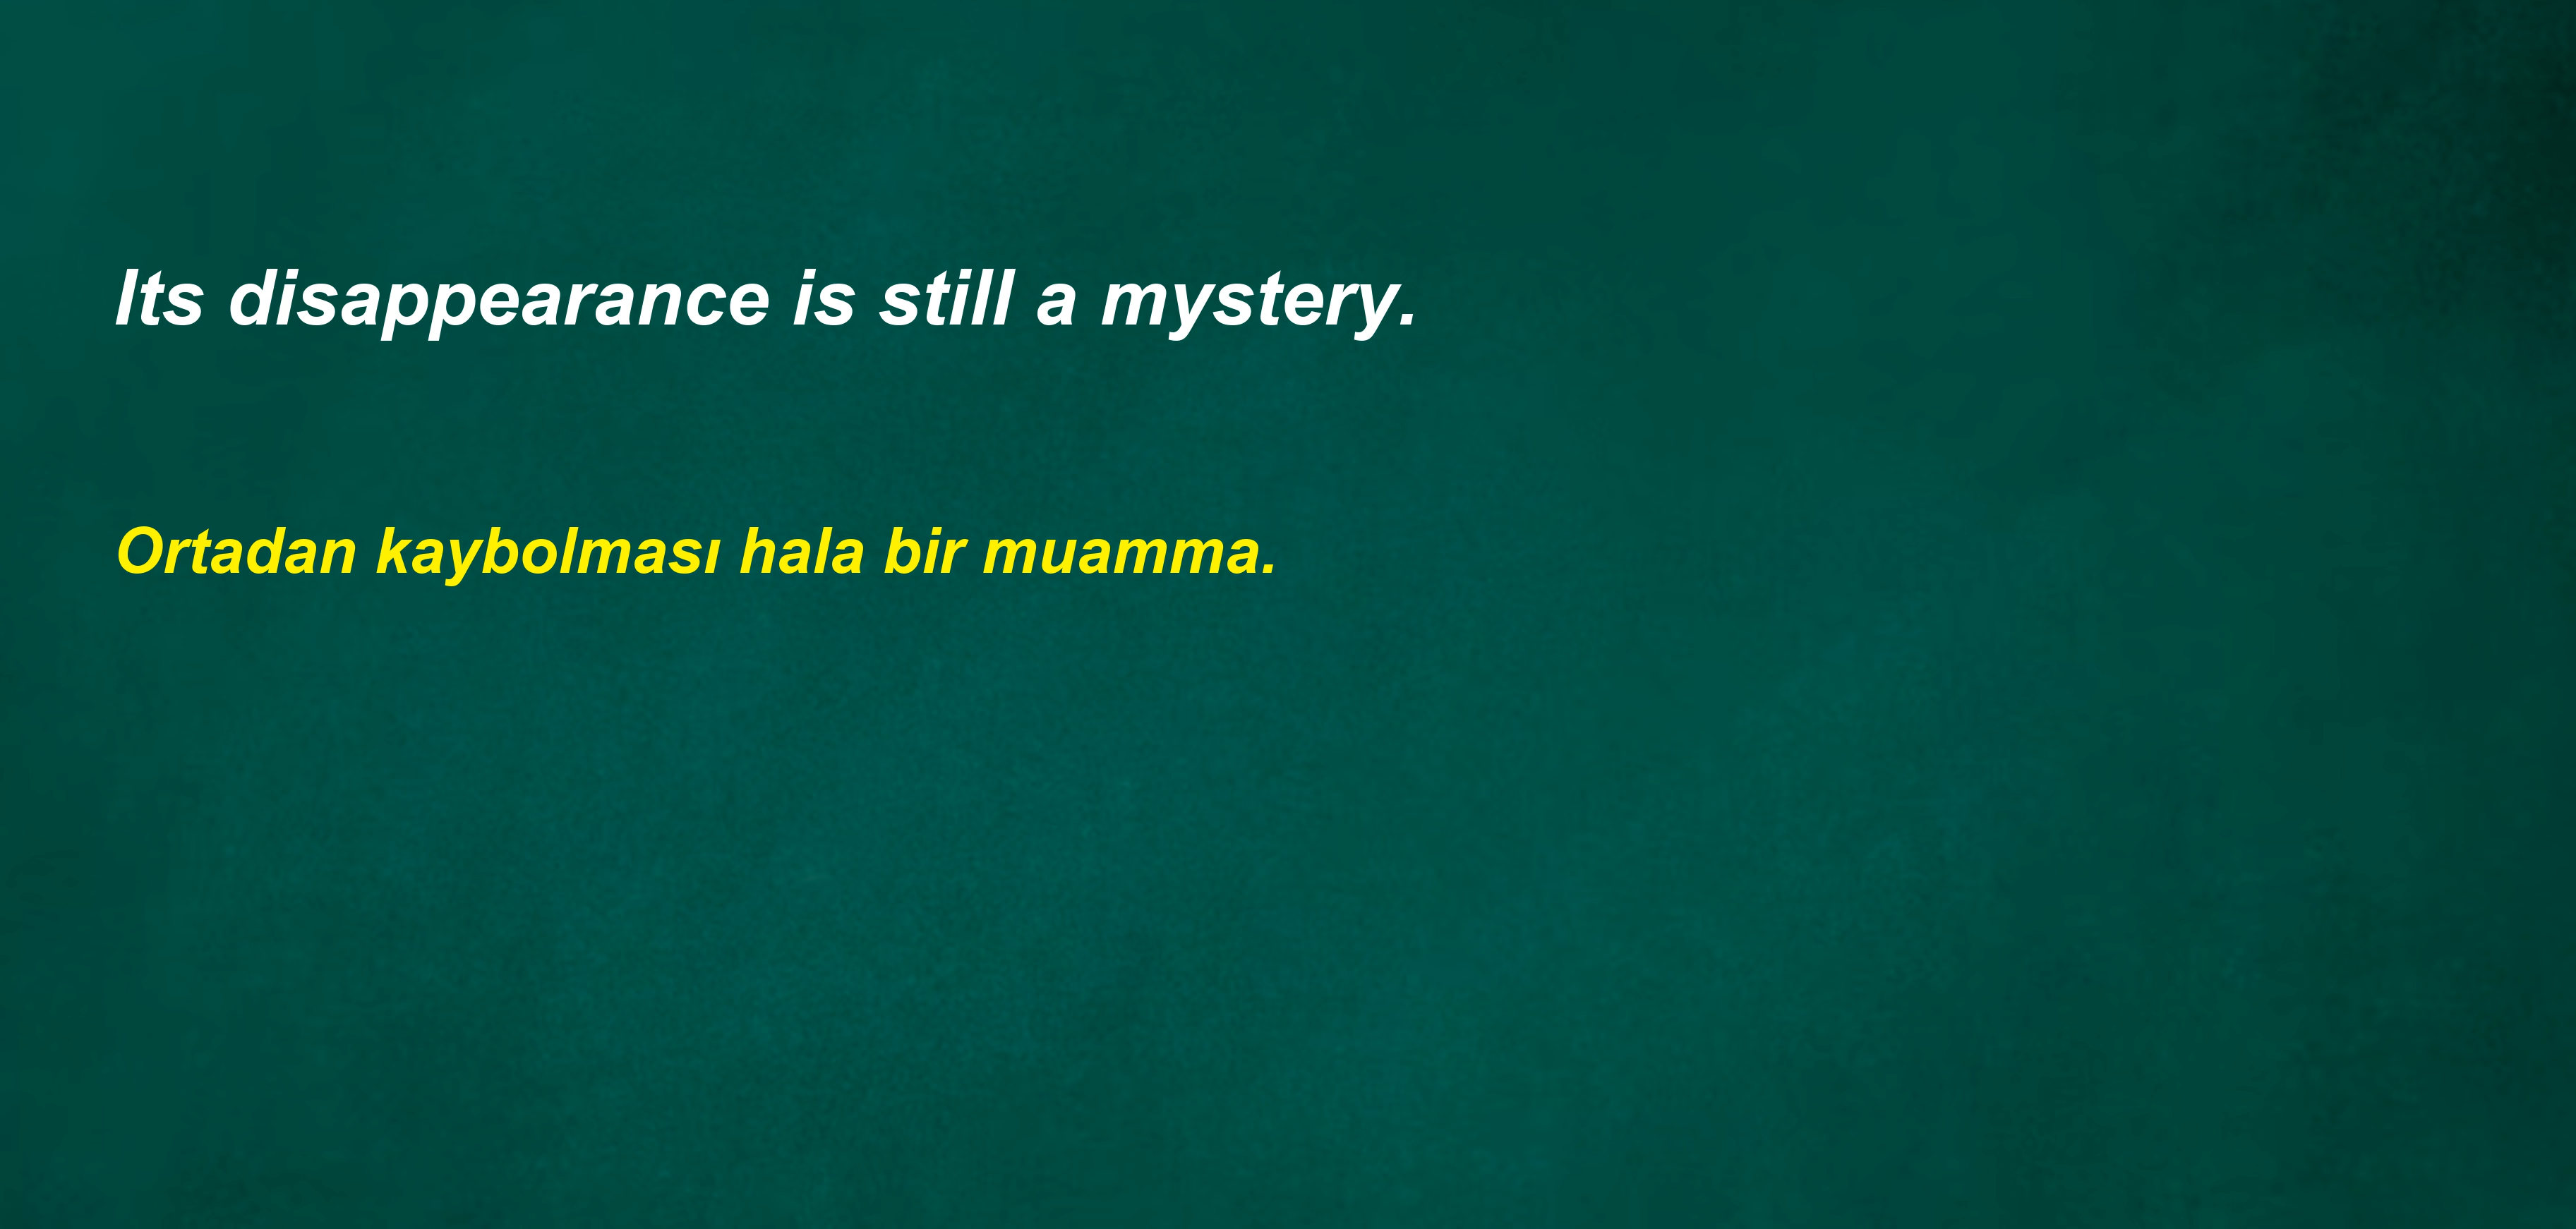 Its disappearance is still a mystery.
Ortadan kaybolması hala bir muamma.